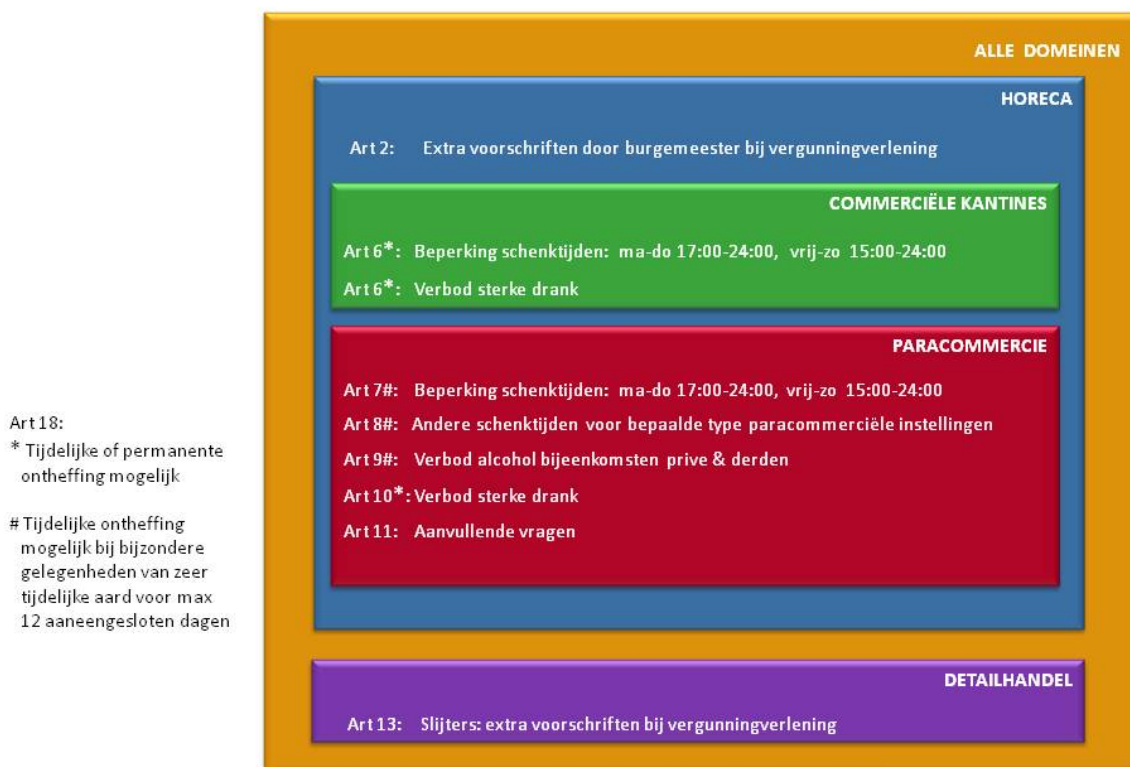 ALLE DOMEINEN
HORECA
Art 2: Extra voorschriften door burgemeester bij vergunningverlening
COMMERCIËLE KANTINES
Art 6*: Beperking schenktijden: ma-do 17:00-24:00, vrij-zo 15:00-24:00
Art 6*: Verbod sterke drank
PARACOMMERCIE
Art 7#: Beperking schenktijden: ma-do 17:00-24:00, vrij-zo 15:00-24:00
Art 8#: Andere schenktijden voor bepaalde type paracommerciële instellingen
Art 9#: Verbod alcohol bijeenkomsten prive & derden
Art 10*: Verbod sterke drank
Art 11: Aanvullende vragen
Art 18:
* Tijdelijke of permanente
ontheffing mogelijk
# Tijdelijke ontheffing
mogelijk bij bijzondere
gelegenheden van zeer
tijdelijke aard voor max
12 aaneengesloten dagen
DETAILHANDEL
Art 13: Slijters: extra voorschriften bij vergunningverlening